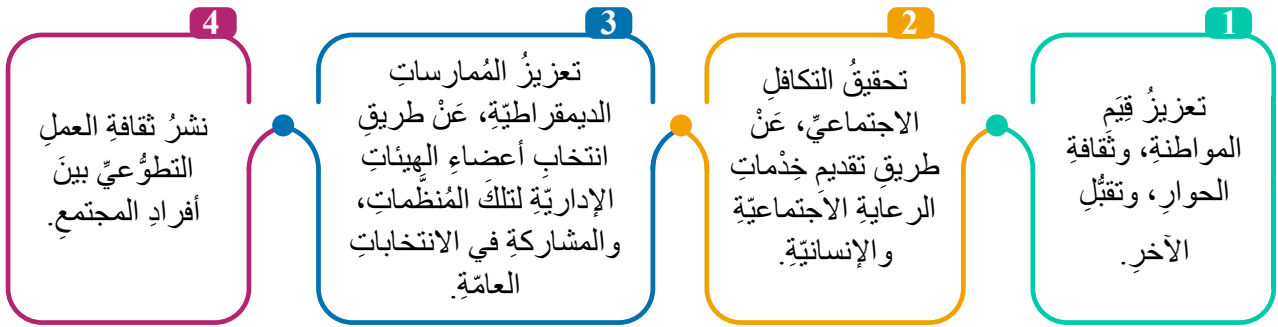 1
تعزيزُ قِيَمِ
المواطنةِ، وثَقافةِ
الحوارِ، وتقبُّلِ
الآخرِ.
2
تحقيقُ التكافلِ
الاجتماعيِّ، عَنْ
طريقِ تقديمِ خِدْماتِ
الرعايةِ الاجتماعيّةِ
والإنسانيّةِ.
3
تعزيزُ المُمارساتِ
الديمقراطيّةِ، عَنْ طريقِ
انتخابِ أعضاءِ الهيئاتِ
الإداريّةِ لتلكَ المُنظَّماتِ،
والمشاركةِ في الانتخاباتِ
العامّةِ.
4
نشرُ ثقافةِ العملِ
التطوُّعيِّ بينَ
أفرادِ المجتمعِ.